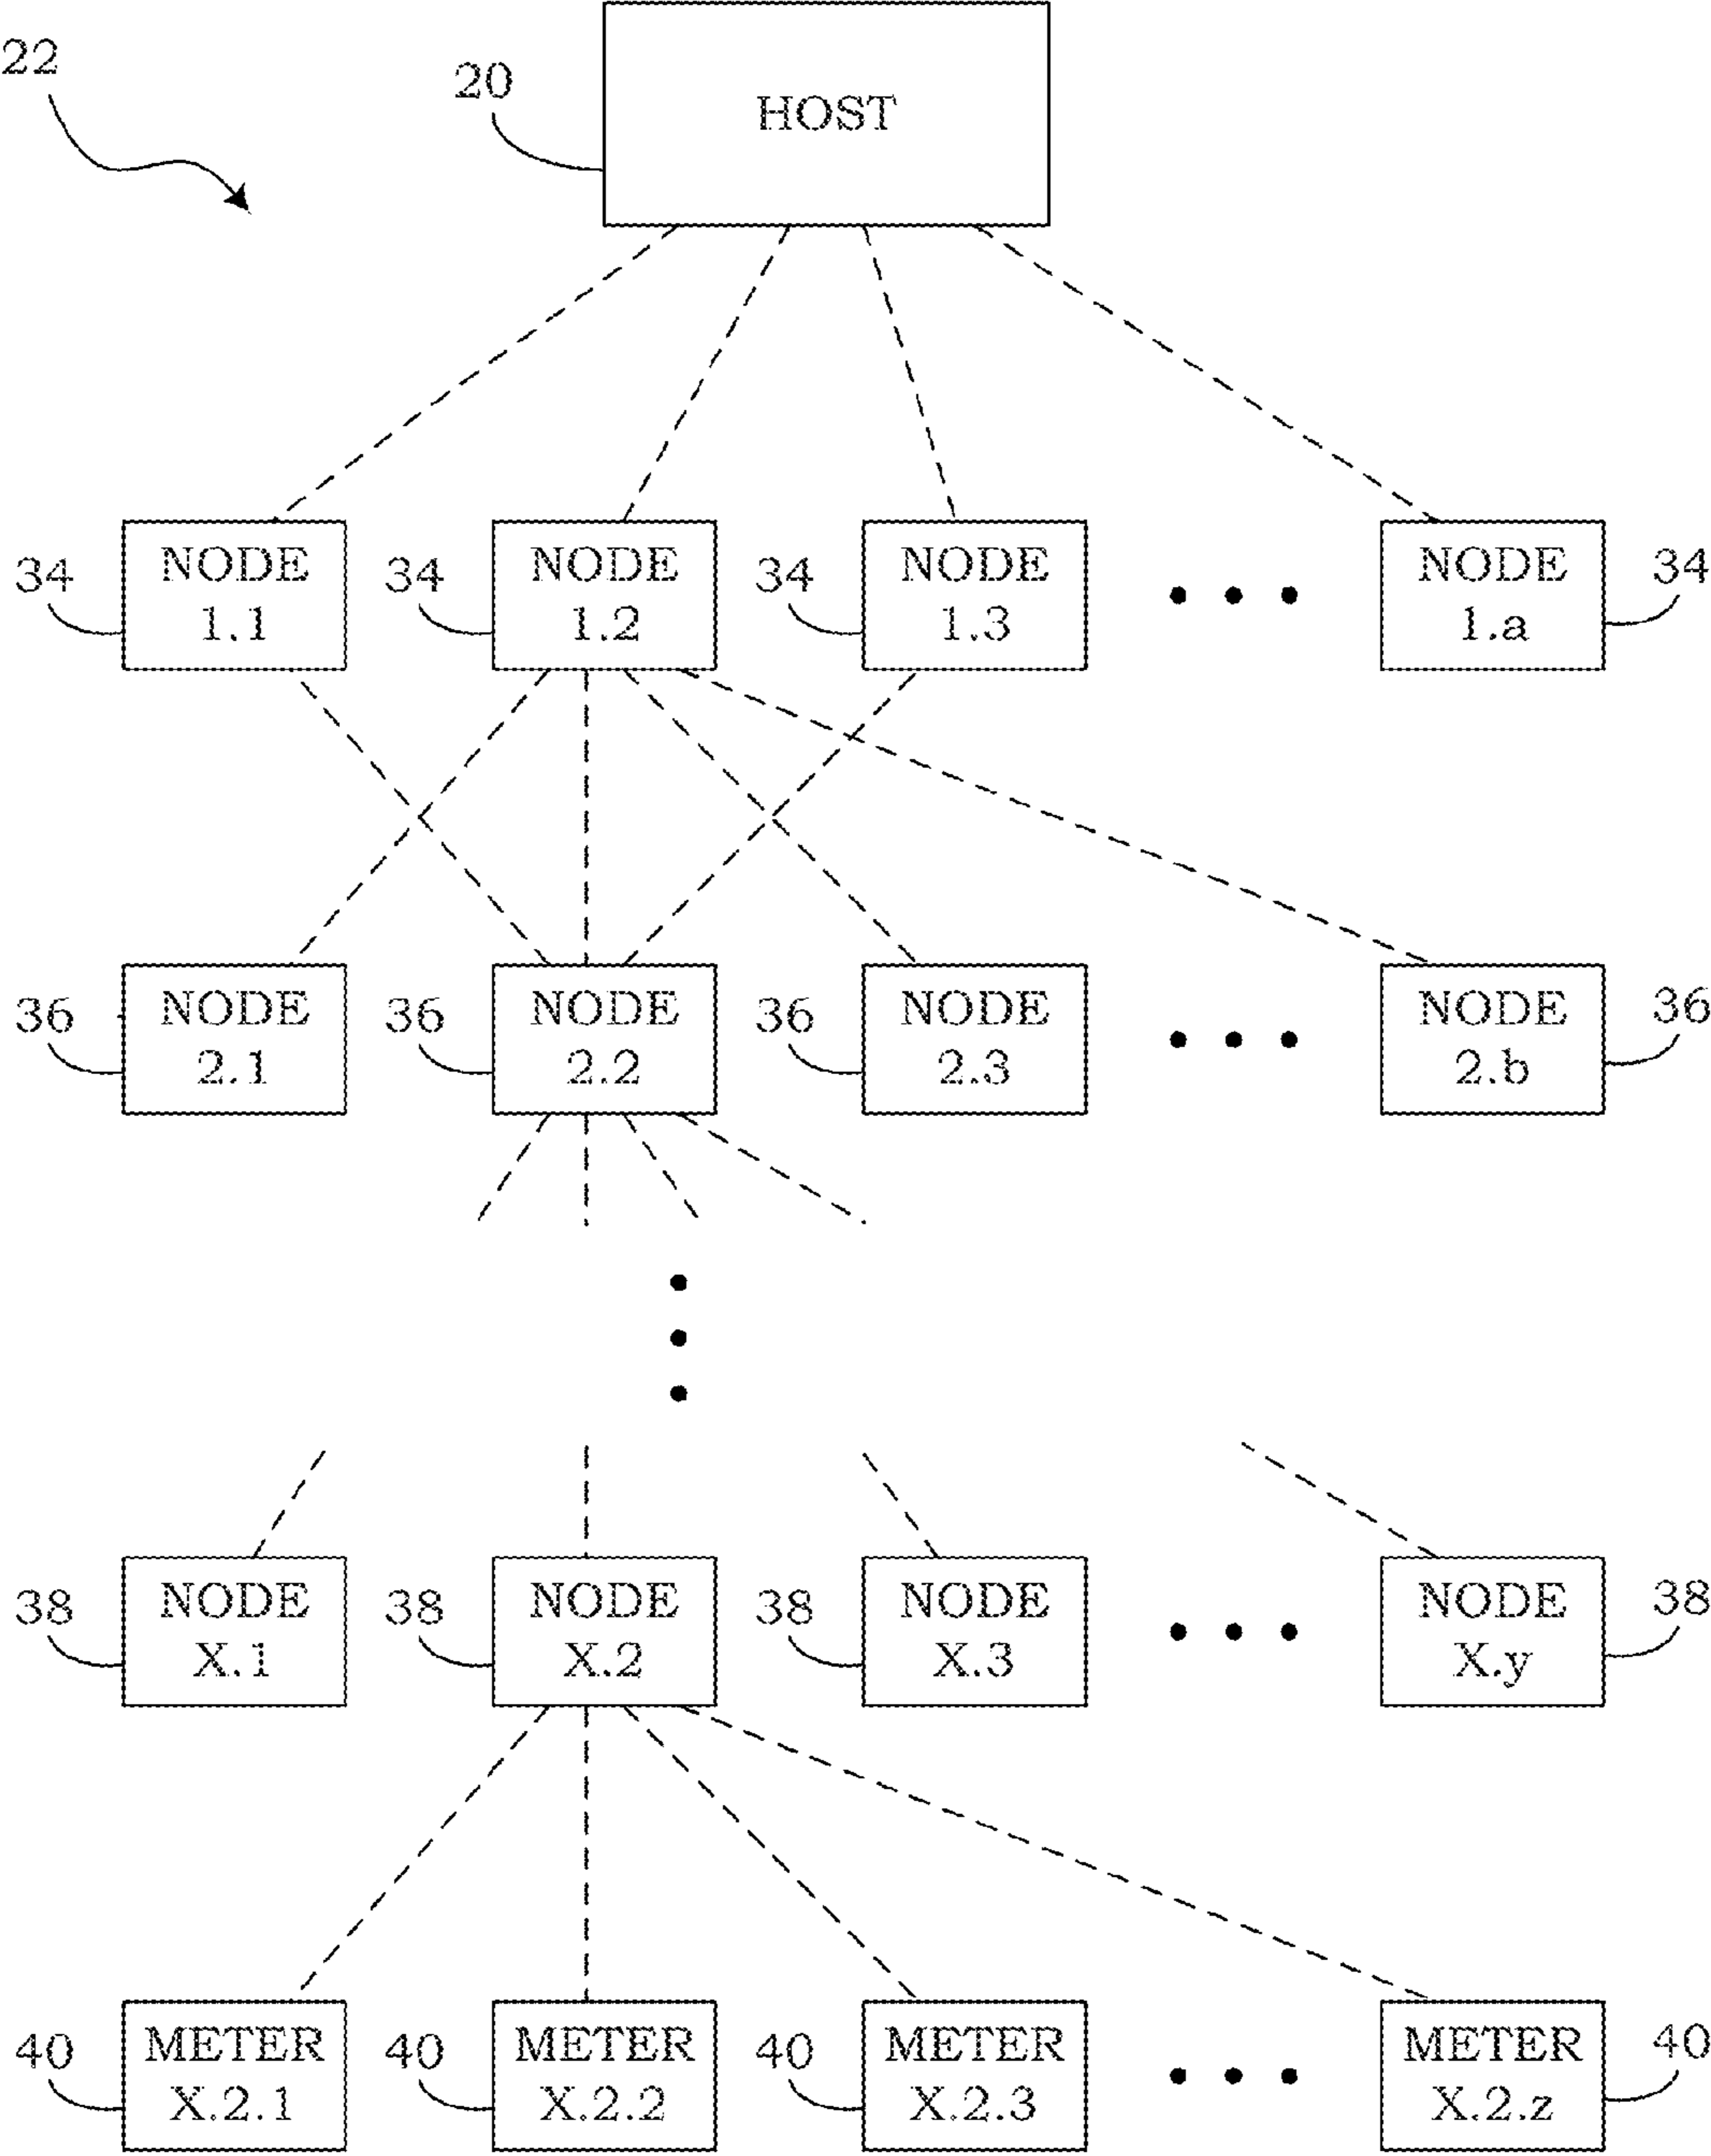 22
20
HOST
34
NODE
1.1
34
NODE
1.2
34
NODE
1.3
NODE
1.a
34
36
NODE
2.1
36
NODE
2.2
36
NODE
2.3
NODE
2.b
36
38
NODE
X.1
38
NODE
X.2
38
NODE
X.3
NODE
X.y
38
40
METER
X.2.1
40
METER
X.2.2
40
METER
X.2.3
METER
X.2.z
40